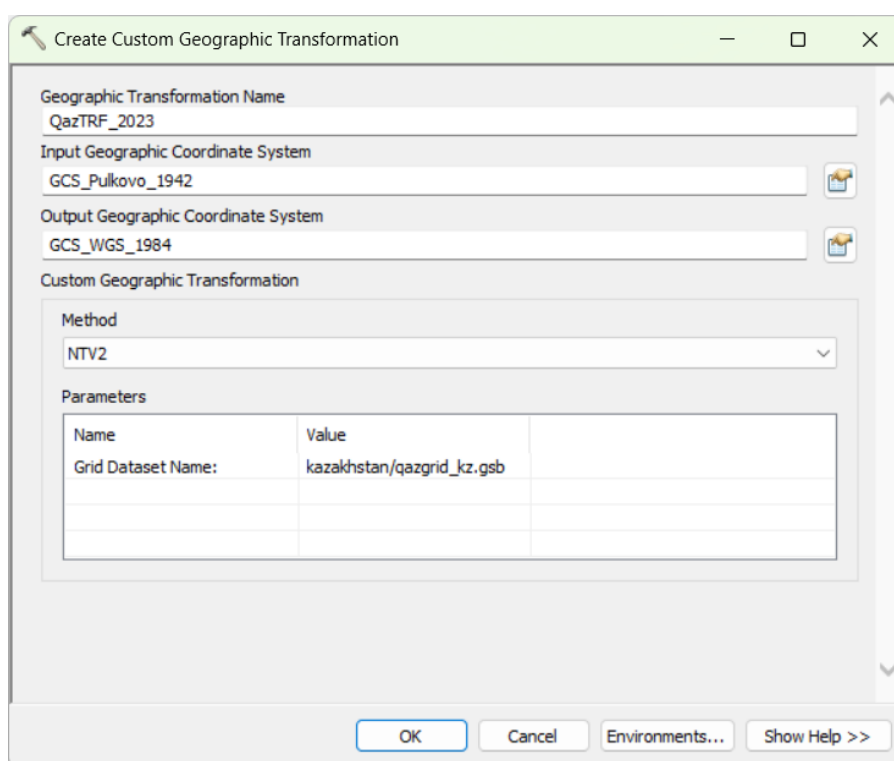 Create Custom Geographic Transformation
Geographic Transformation Name
QazTRF_2023
Input Geographic Coordinate System
GCS_Pulkovo_1942
Output Geographic Coordinate System
GCS_WGS_1984
Custom Geographic Transformation
Method
NTV2
Parameters
Name Value
Grid Dataset Name: kazakhstan/qazgrid_kz.gsb
OK Cancel Environments... Show Help >>